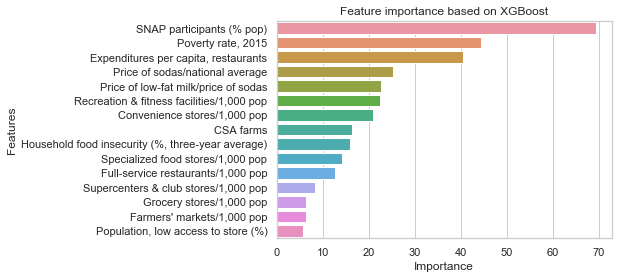 Feature importance based on XGBoost
Features
SNAP participants (% pop)
Poverty rate, 2015
Expenditures per capita, restaurants
Price of sodas/national average
Price of low-fat milk/price of sodas
Recreation & fitness facilities/1,000 pop
Convenience stores/1,000 pop
CSA farms
Household food insecurity (%, three-year average)
Specialized food stores/1,000 pop
Full-service restaurants/1,000 pop
Supercenters & club stores/1,000 pop
Grocery stores/1,000 pop
Farmers' markets/1,000 pop
Population, low access to store (%)
0 10 20 30 40 50 60 70
Importance